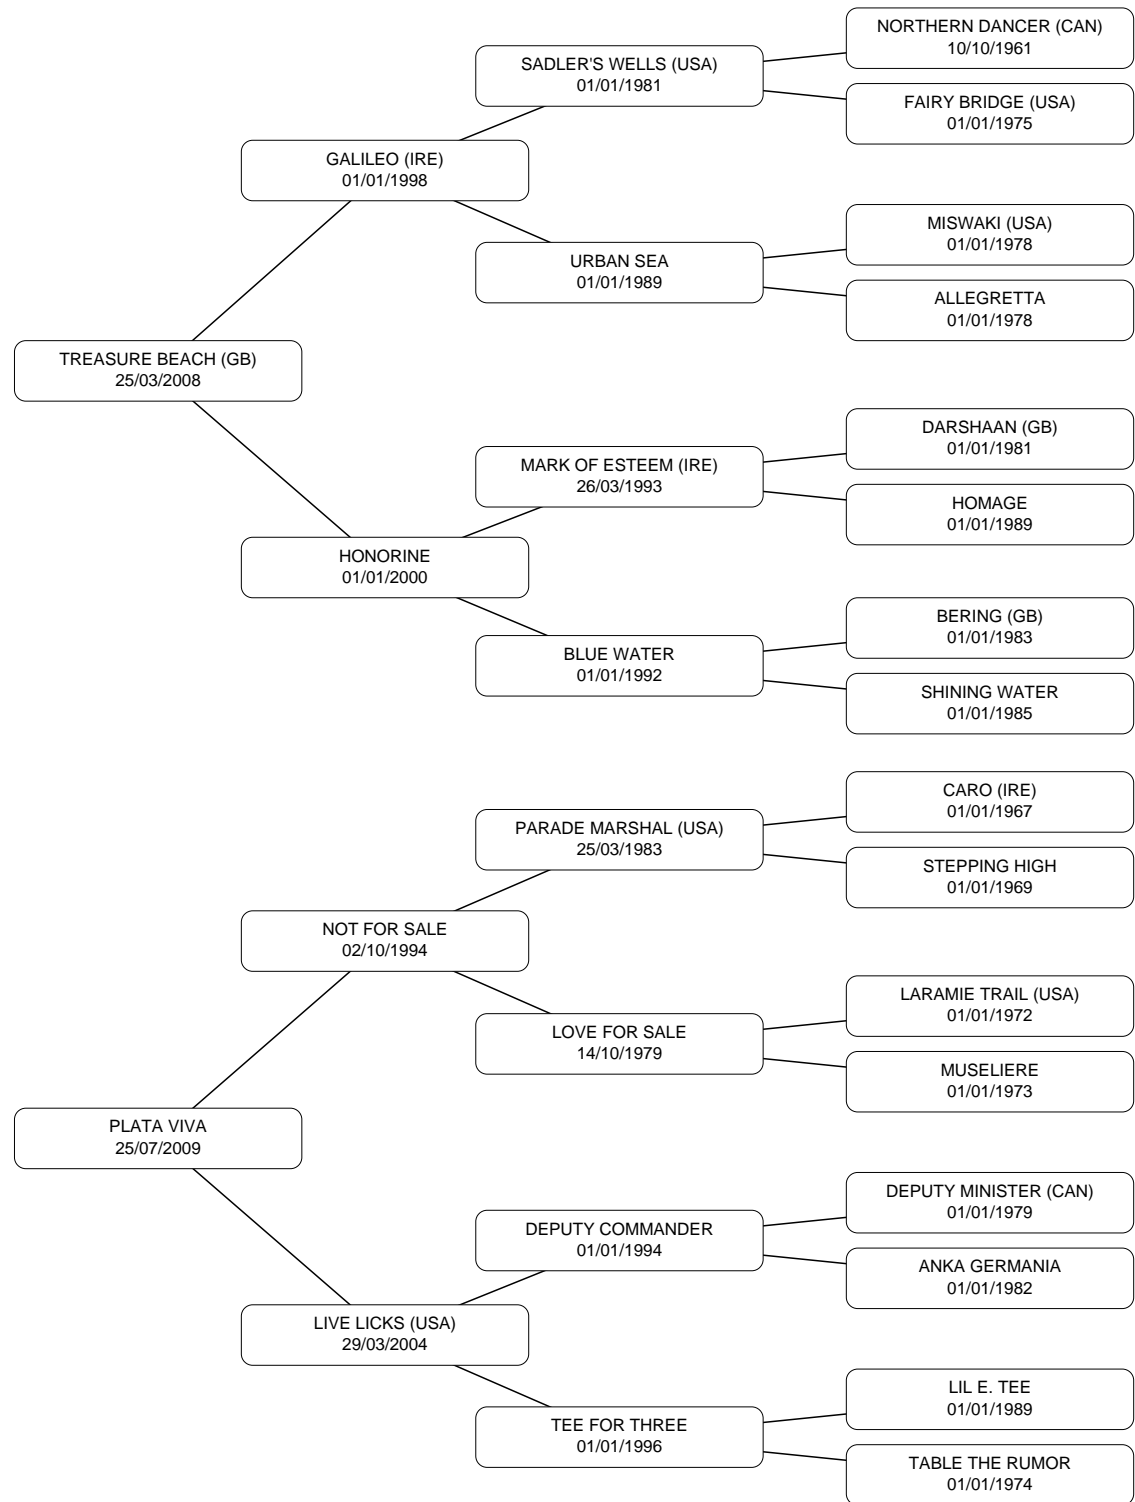 NORTHERN DANCER (CAN)
10/10/1961
SADLER'S WELLS (USA)
01/01/1981
FAIRY BRIDGE (USA)
01/01/1975
GALILEO (IRE)
01/01/1998
MISWAKI (USA)
01/01/1978
URBAN SEA
01/01/1989
ALLEGRETTA
01/01/1978
TREASURE BEACH (GB)
25/03/2008
DARSHAAN (GB)
01/01/1981
MARK OF ESTEEM (IRE)
26/03/1993
HOMAGE
01/01/1989
HONORINE
01/01/2000
BERING (GB)
01/01/1983
BLUE WATER
01/01/1992
SHINING WATER
01/01/1985
CARO (IRE)
01/01/1967
PARADE MARSHAL (USA)
25/03/1983
STEPPING HIGH
01/01/1969
NOT FOR SALE
02/10/1994
LARAMIE TRAIL (USA)
01/01/1972
LOVE FOR SALE
14/10/1979
MUSELIERE
01/01/1973
PLATA VIVA
25/07/2009
DEPUTY MINISTER (CAN)
01/01/1979
DEPUTY COMMANDER
01/01/1994
ANKA GERMANIA
01/01/1982
LIVE LICKS (USA)
29/03/2004
LIL E. TEE
01/01/1989
TEE FOR THREE
01/01/1996
TABLE THE RUMOR
01/01/1974